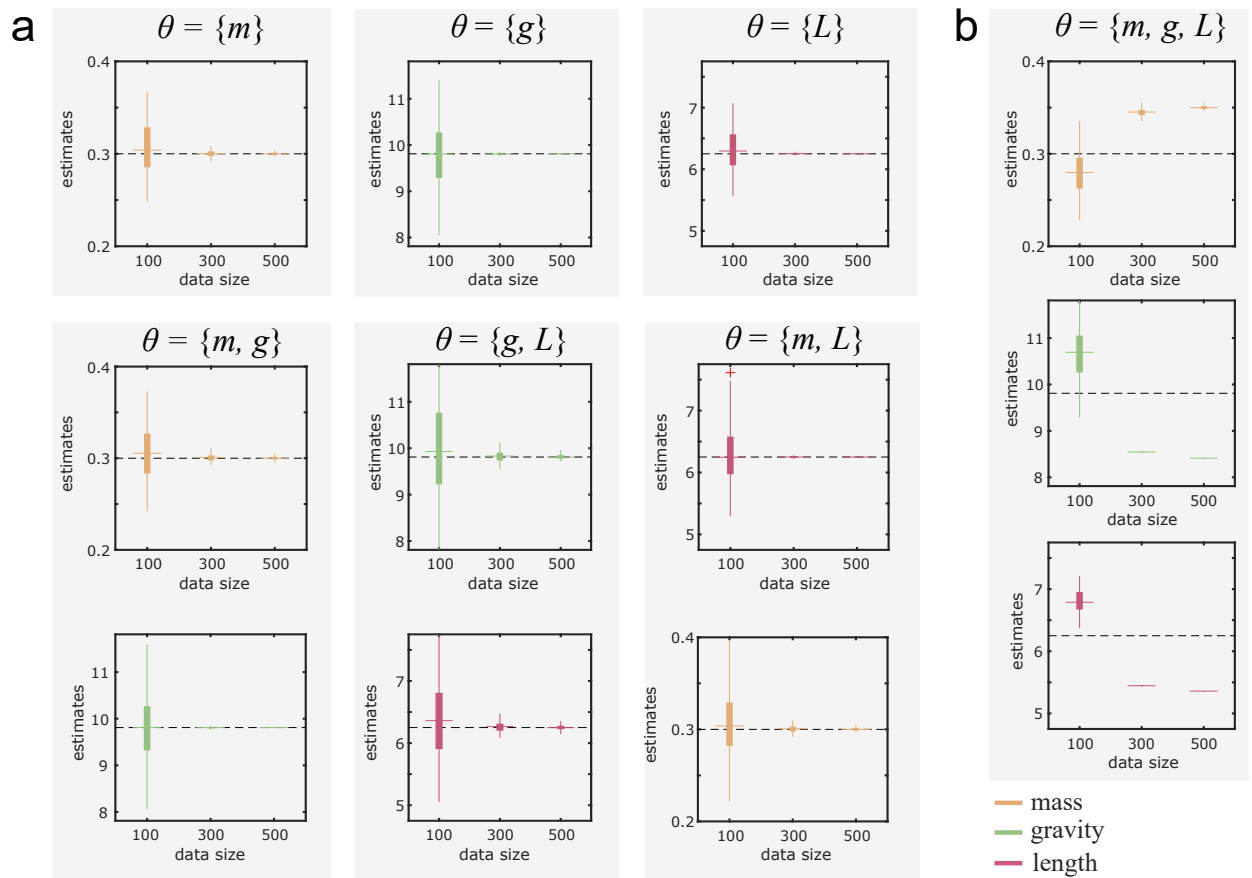 a
θ = {m}
0.4
0.3
0.2
estimates
100 300 500
data size
θ = {g}
11
10
9
8
estimates
100 300 500
data size
θ = {L}
7
6
5
estimates
100 300 500
data size
θ = {m, g}
0.4
0.3
0.2
estimates
100 300 500
data size
11
10
9
8
estimates
100 300 500
data size
θ = {g, L}
11
10
9
8
estimates
100 300 500
data size
7
6
5
estimates
100 300 500
data size
θ = {m, L}
7
6
5
estimates
100 300 500
data size
0.4
0.3
0.2
estimates
100 300 500
data size
b
θ = {m, g, L}
0.4
0.3
0.2
estimates
100 300 500
data size
11
10
9
8
estimates
100 300 500
data size
7
6
5
estimates
100 300 500
data size
mass
gravity
length